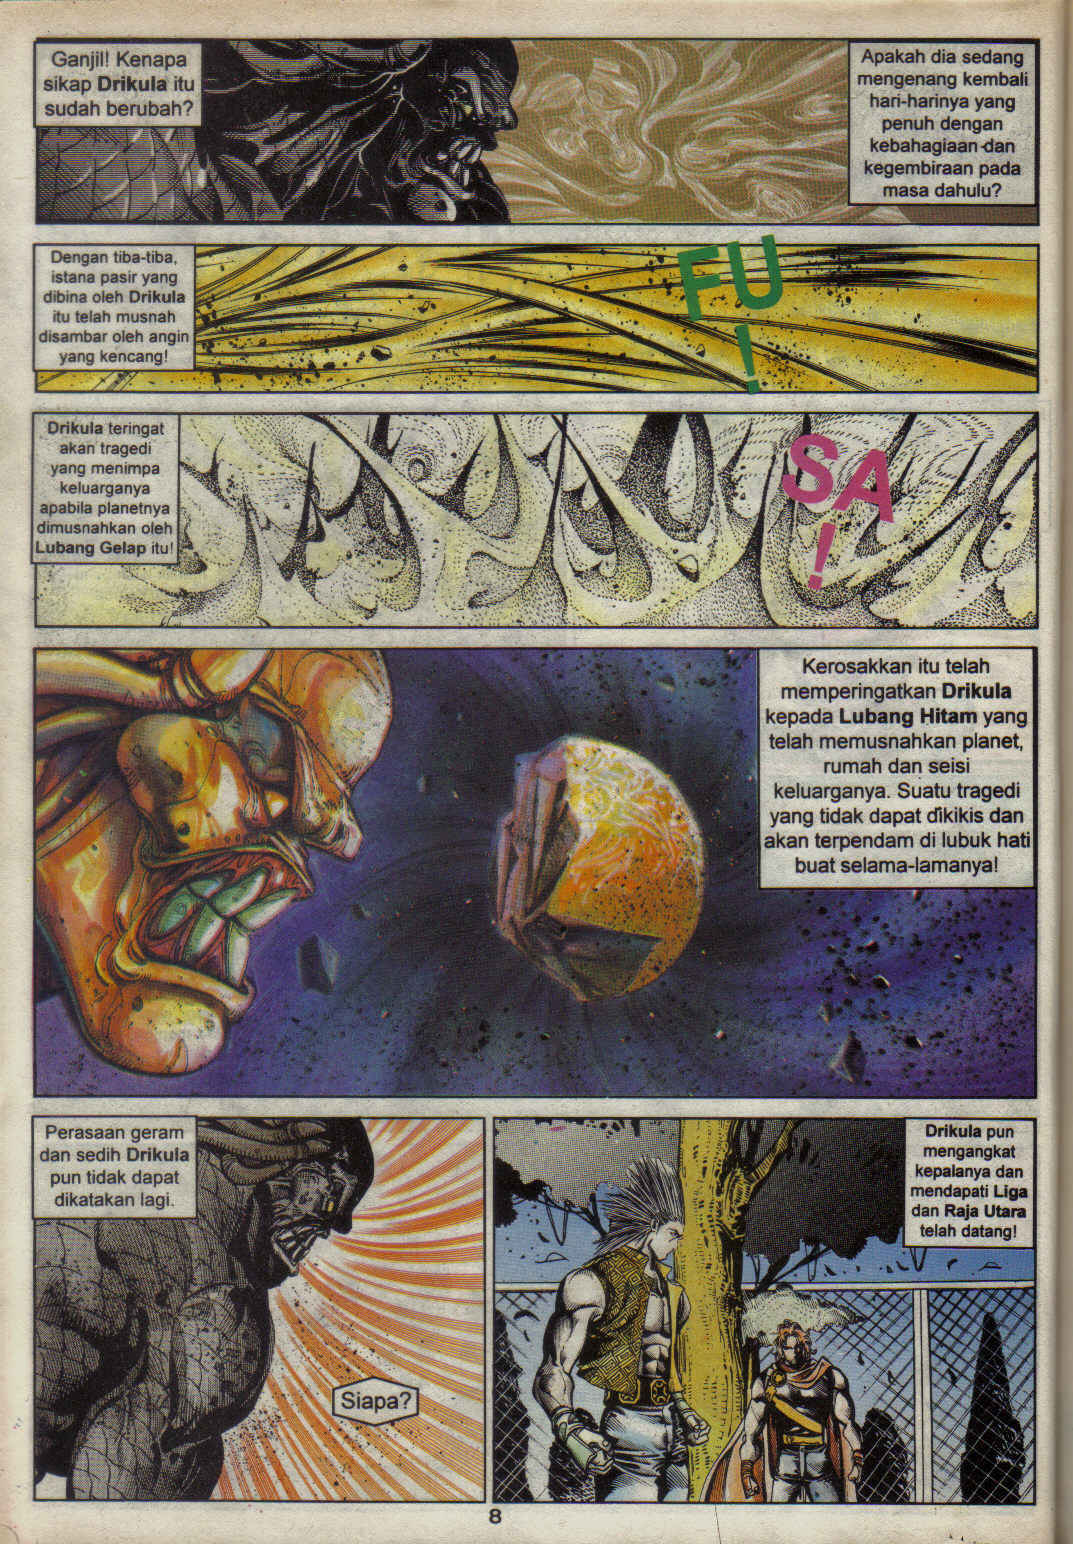 Ganjil! Kenapa
sikap Drikula itu
sudah berubah?
Apakah dia sedang
mengenang kembali
hari-harinya yang
penuh dengan
kebahagiaan dan
kegembiraan pada
masa dahulu?
Dengan tiba-tiba,
istana pasir yang
dibina oleh Drikula
itu telah musnah
disambar oleh angin
yang kencang!
FU
!
Drikula teringat
akan tragedi
yang menimpa
keluarganya
apabila planetnya
dimusnahkan oleh
Lubang Gelap itu!
SA
!
Kerosakkan itu telah
memperingatkan Drikula
kepada Lubang Hitam yang
telah memusnahkan planet,
rumah dan seisi
keluarganya. Suatu tragedi
yang tidak dapat dikikis dan
akan terpendam di lubuk hati
buat selama-lamanya!
Perasaan geram
dan sedih Drikula
pun tidak dapat
dikatakan lagi.
Siapa?
Drikula pun
mengangkat
kepalanya dan
mendapati Liga
dan Raja Utara
telah datang!
8